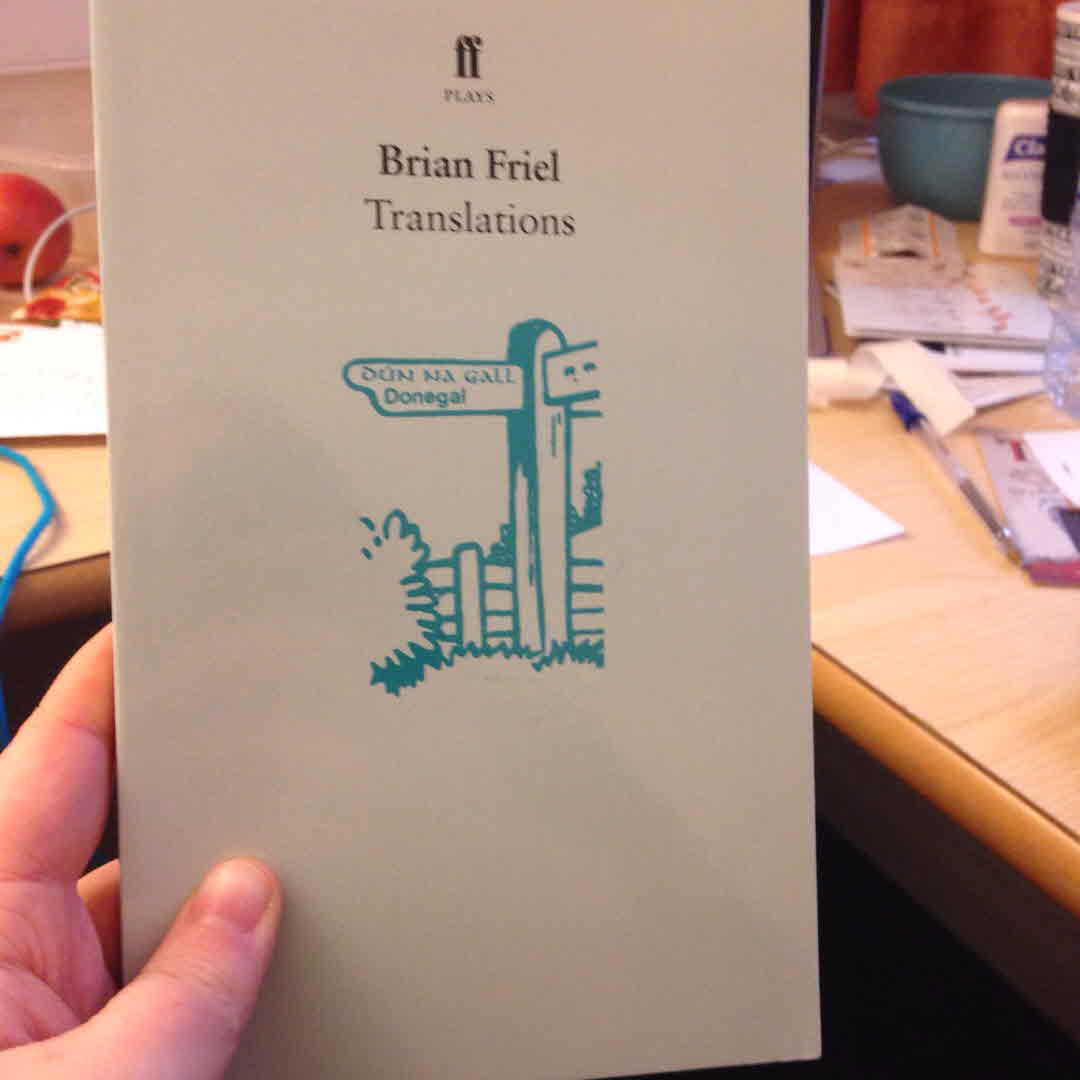 ff
PLAYS
Brian Friel
Translations
DÚN NA GALL
Donegal